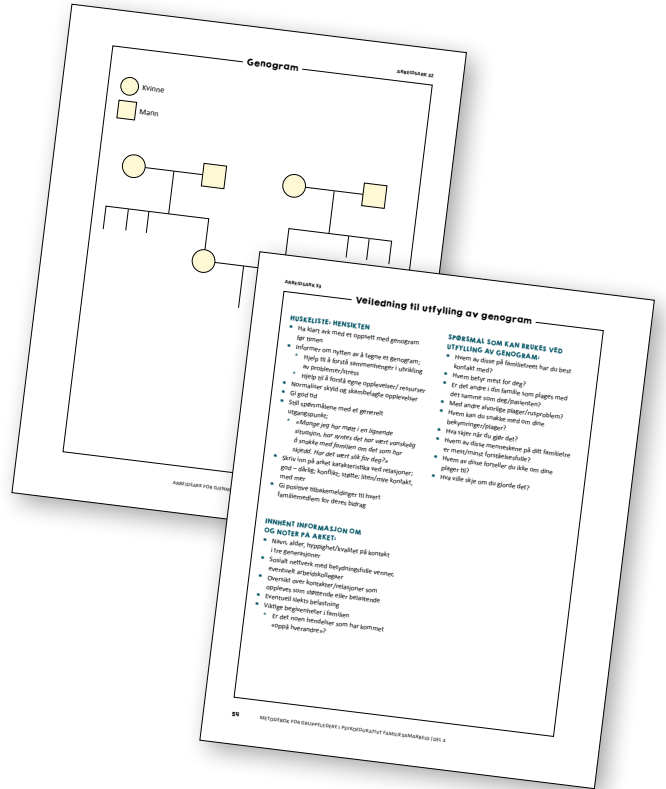 Genogram
ARBEIDSARK 22
Kvinne
Mann
ARBEIDSARK FOR GJENN
ARBEIDSARK 23
Veiledning til utfylling av genogram
HUSKELISTE: HENSIKTEN
• Ha klart ark med et oppsett med genogram
før timen
• Informer om nytten av å tegne et genogram;
• Hjelp til å forstå sammenhenger i utvikling
av problemer/stress
• Hjelp til å forstå egne opplevelser/ ressurser
• Normaliser skyld og skambelagte opplevelser
• Gi god tid
• Still spørsmålene med et generelt
utgangspunkt;
• «Mange jeg har møtt i en lignende
situasjon, har syntes det har vært vanskelig
å snakke med familien om det som har
skjedd. Har det vært slik for deg?»
• Skriv inn på arket karakteristika ved relasjoner;
god – dårlig; konflikt; støtte; liten/mye kontakt,
med mer
• Gi positive tilbakemeldinger til hvert
familiemedlem for deres bidrag
INNHENT INFORMASJON OM
OG NOTER PÅ ARKET:
• Navn, alder, hyppighet/kvalitet på kontakt
i tre generasjoner
• Sosialt nettverk med betydningsfulle venner,
eventuelt arbeidskollegaer
• Oversikt over kontakter/relasjoner som
oppleves som støttende eller belastende
• Eventuell slekts belastning
• Viktige begivenheter i familien
• Er det noen hendelser som har kommet
«oppå hverandre»?
SPØRSMÅL SOM KAN BRUKES VED
UTFYLLING AV GENOGRAM:
• Hvem av disse på familietreet har du best
kontakt med?
• Hvem betyr mest for deg?
• Er det andre i din familie som plages med
det samme som deg/pasienten?
• Med andre alvorlige plager/rusproblem?
• Hvem kan du snakke med om dine
bekymringer/plager?
• Hva skjer når du gjør det?
• Hvem av disse menneskene på ditt familietre
er mest/minst forståelsesfulle?
• Hvem av disse forteller du ikke om dine
plager til?
• Hva ville skje om du gjorde det?
54
METODEBOK FOR GRUPPELEDERE I PSYKOEDUKATIVT FAMILIESAMARBEID | DEL 4